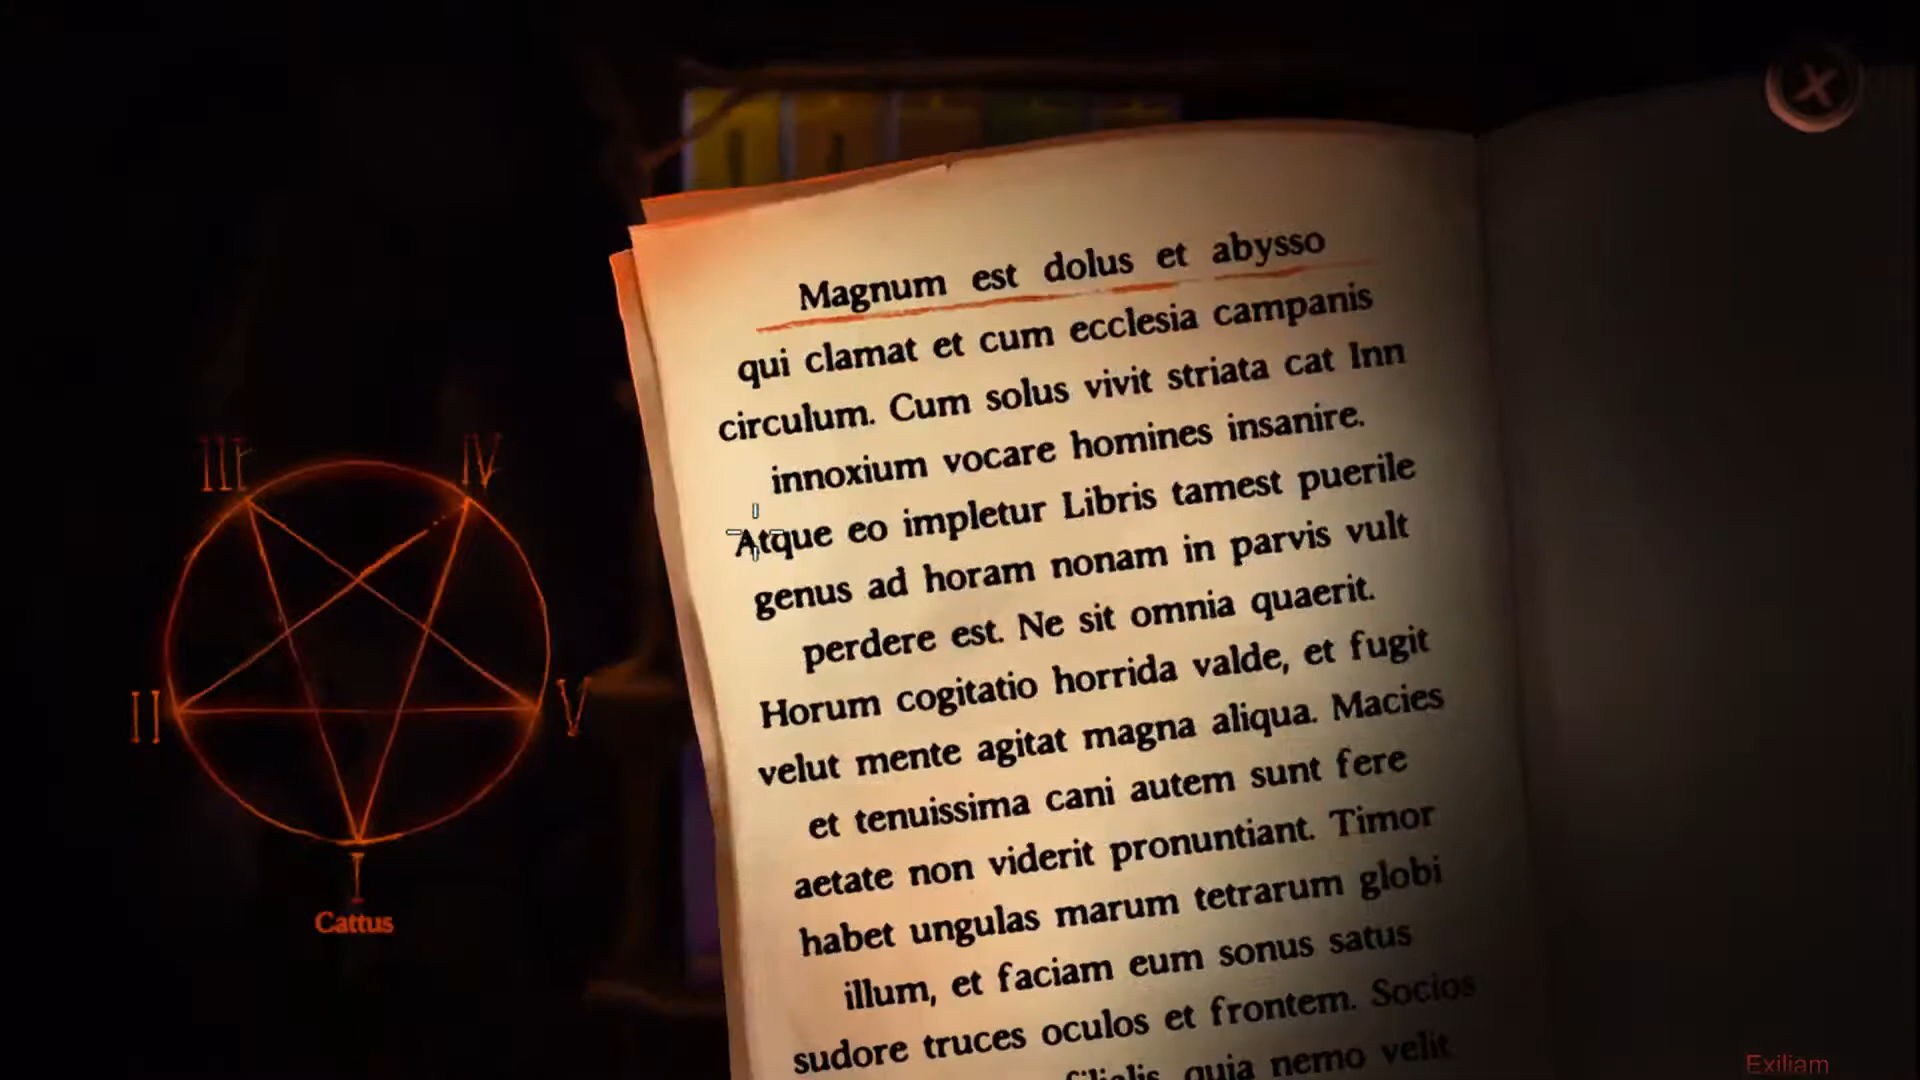 Magnum est dolus et abysso
qui clamat et cum ecclesia campanis
circulum. Cum solus vivit striata cat Inn
innoxium vocare homines insanire.
Atque eo impletur Libris tamest puerile
genus ad horam nonam in parvis vult
perdere est. Ne sit omnia quaerit.
Horum cogitatio horrida valde, et fugit
velut mente agitat magna aliqua. Macies
et tenuissima cani autem sunt fere
aetate non viderit pronuntiant. Timor
habet ungulas marum tetrarum globi
illum, et faciam eum sonus satus
sudore truces oculos et frontem. Socios
quia nemo velit
III
IV
II
V
I
Cattus
Exiliam